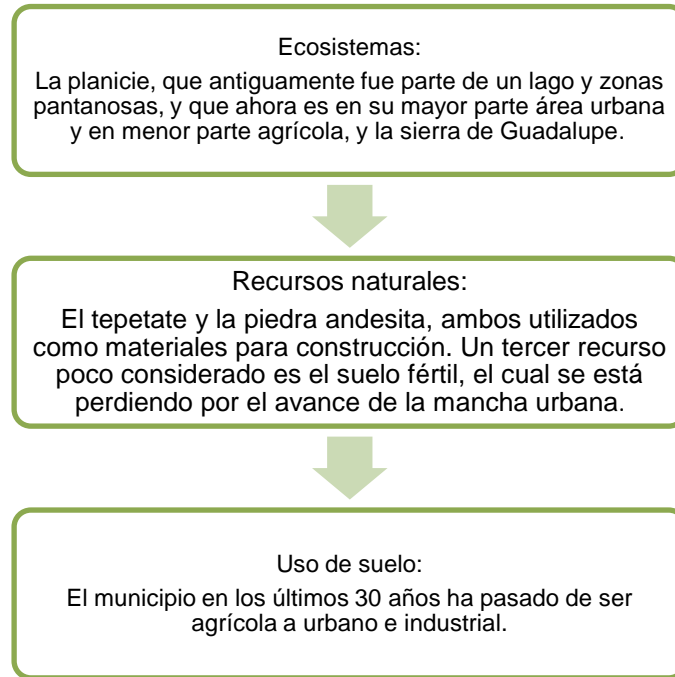 Ecosistemas:
La planicie, que antiguamente fue parte de un lago y zonas
pantanosas, y que ahora es en su mayor parte área urbana
y en menor parte agrícola, y la sierra de Guadalupe.
Recursos naturales:
El tepetate y la piedra andesita, ambos utilizados
como materiales para construcción. Un tercer recurso
poco considerado es el suelo fértil, el cual se está
perdiendo por el avance de la mancha urbana.
Uso de suelo:
El municipio en los últimos 30 años ha pasado de ser
agrícola a urbano e industrial.